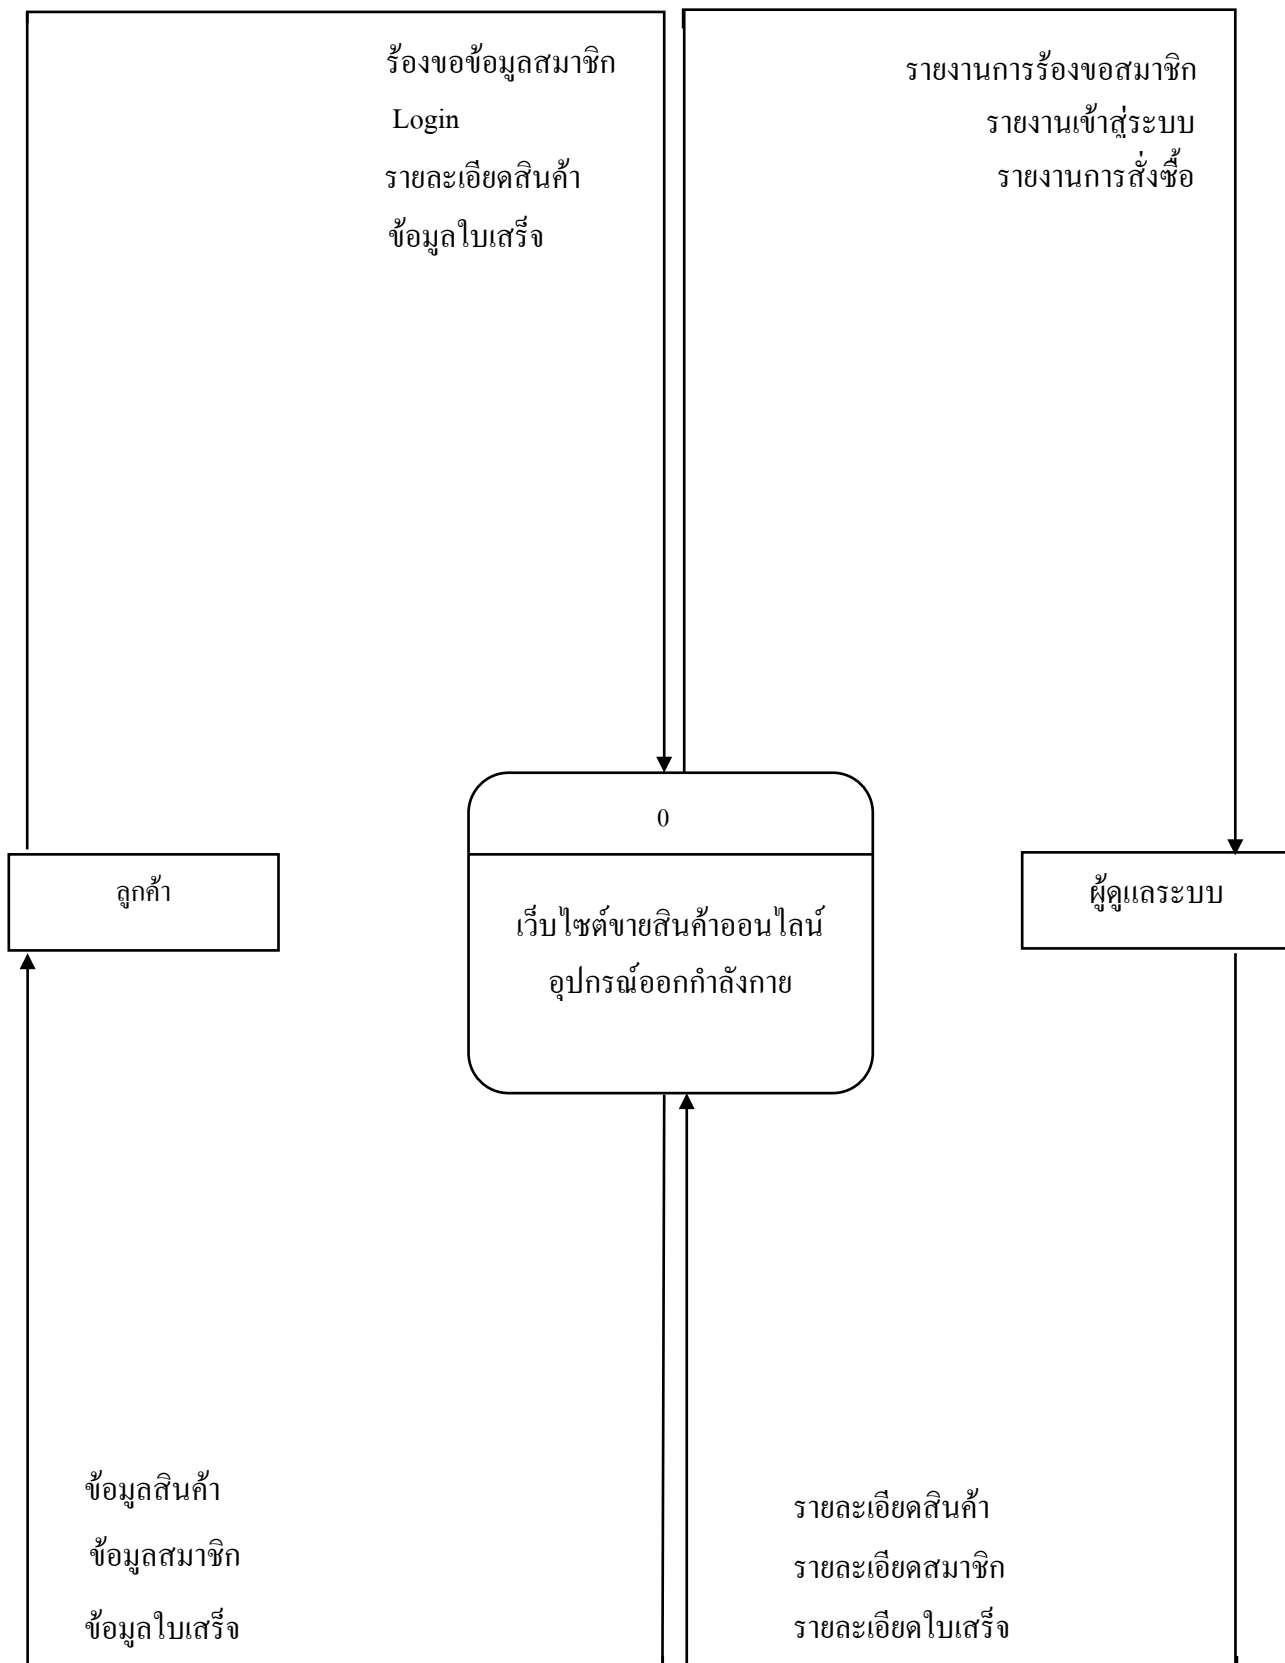 ร้องขอข้อมูลสมาชิก
Login
รายละเอียดสินค้า
ข้อมูลใบเสร็จ
รายงานการร้องขอสมาชิก
รายงานเข้าสู่ระบบ
รายงานการสั่งซื้อ
0
เว็บไซต์ขายสินค้าออนไลน์
อุปกรณ์ออกกำลังกาย
ลูกค้า
ผู้ดูแลระบบ
ข้อมูลสินค้า
ข้อมูลสมาชิก
ข้อมูลใบเสร็จ
รายละเอียดสินค้า
รายละเอียดสมาชิก
รายละเอียดใบเสร็จ